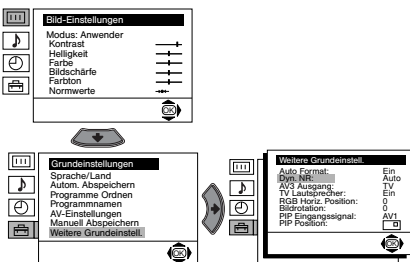 Bild-Einstellungen
Modus: Anwender
Kontrast
Helligkeit
Farbe
Bildschärfe
Farbton
Normwerte
OK
Grundeinstellungen
Sprache/Land
Autom. Abspeichern
Programme Ordnen
Programmnamen
AV-Einstellungen
Manuell Abspeichern
Weitere Grundeinstell.
OK
Weitere Grundeinstell.
Auto Format: Ein
Dyn. NR: Auto
AV3 Ausgang: TV
TV Lautsprecher: Ein
RGB Horiz. Position: 0
Bildrotation: 0
PIP Eingangssignal: AV1
PIP Position:
OK